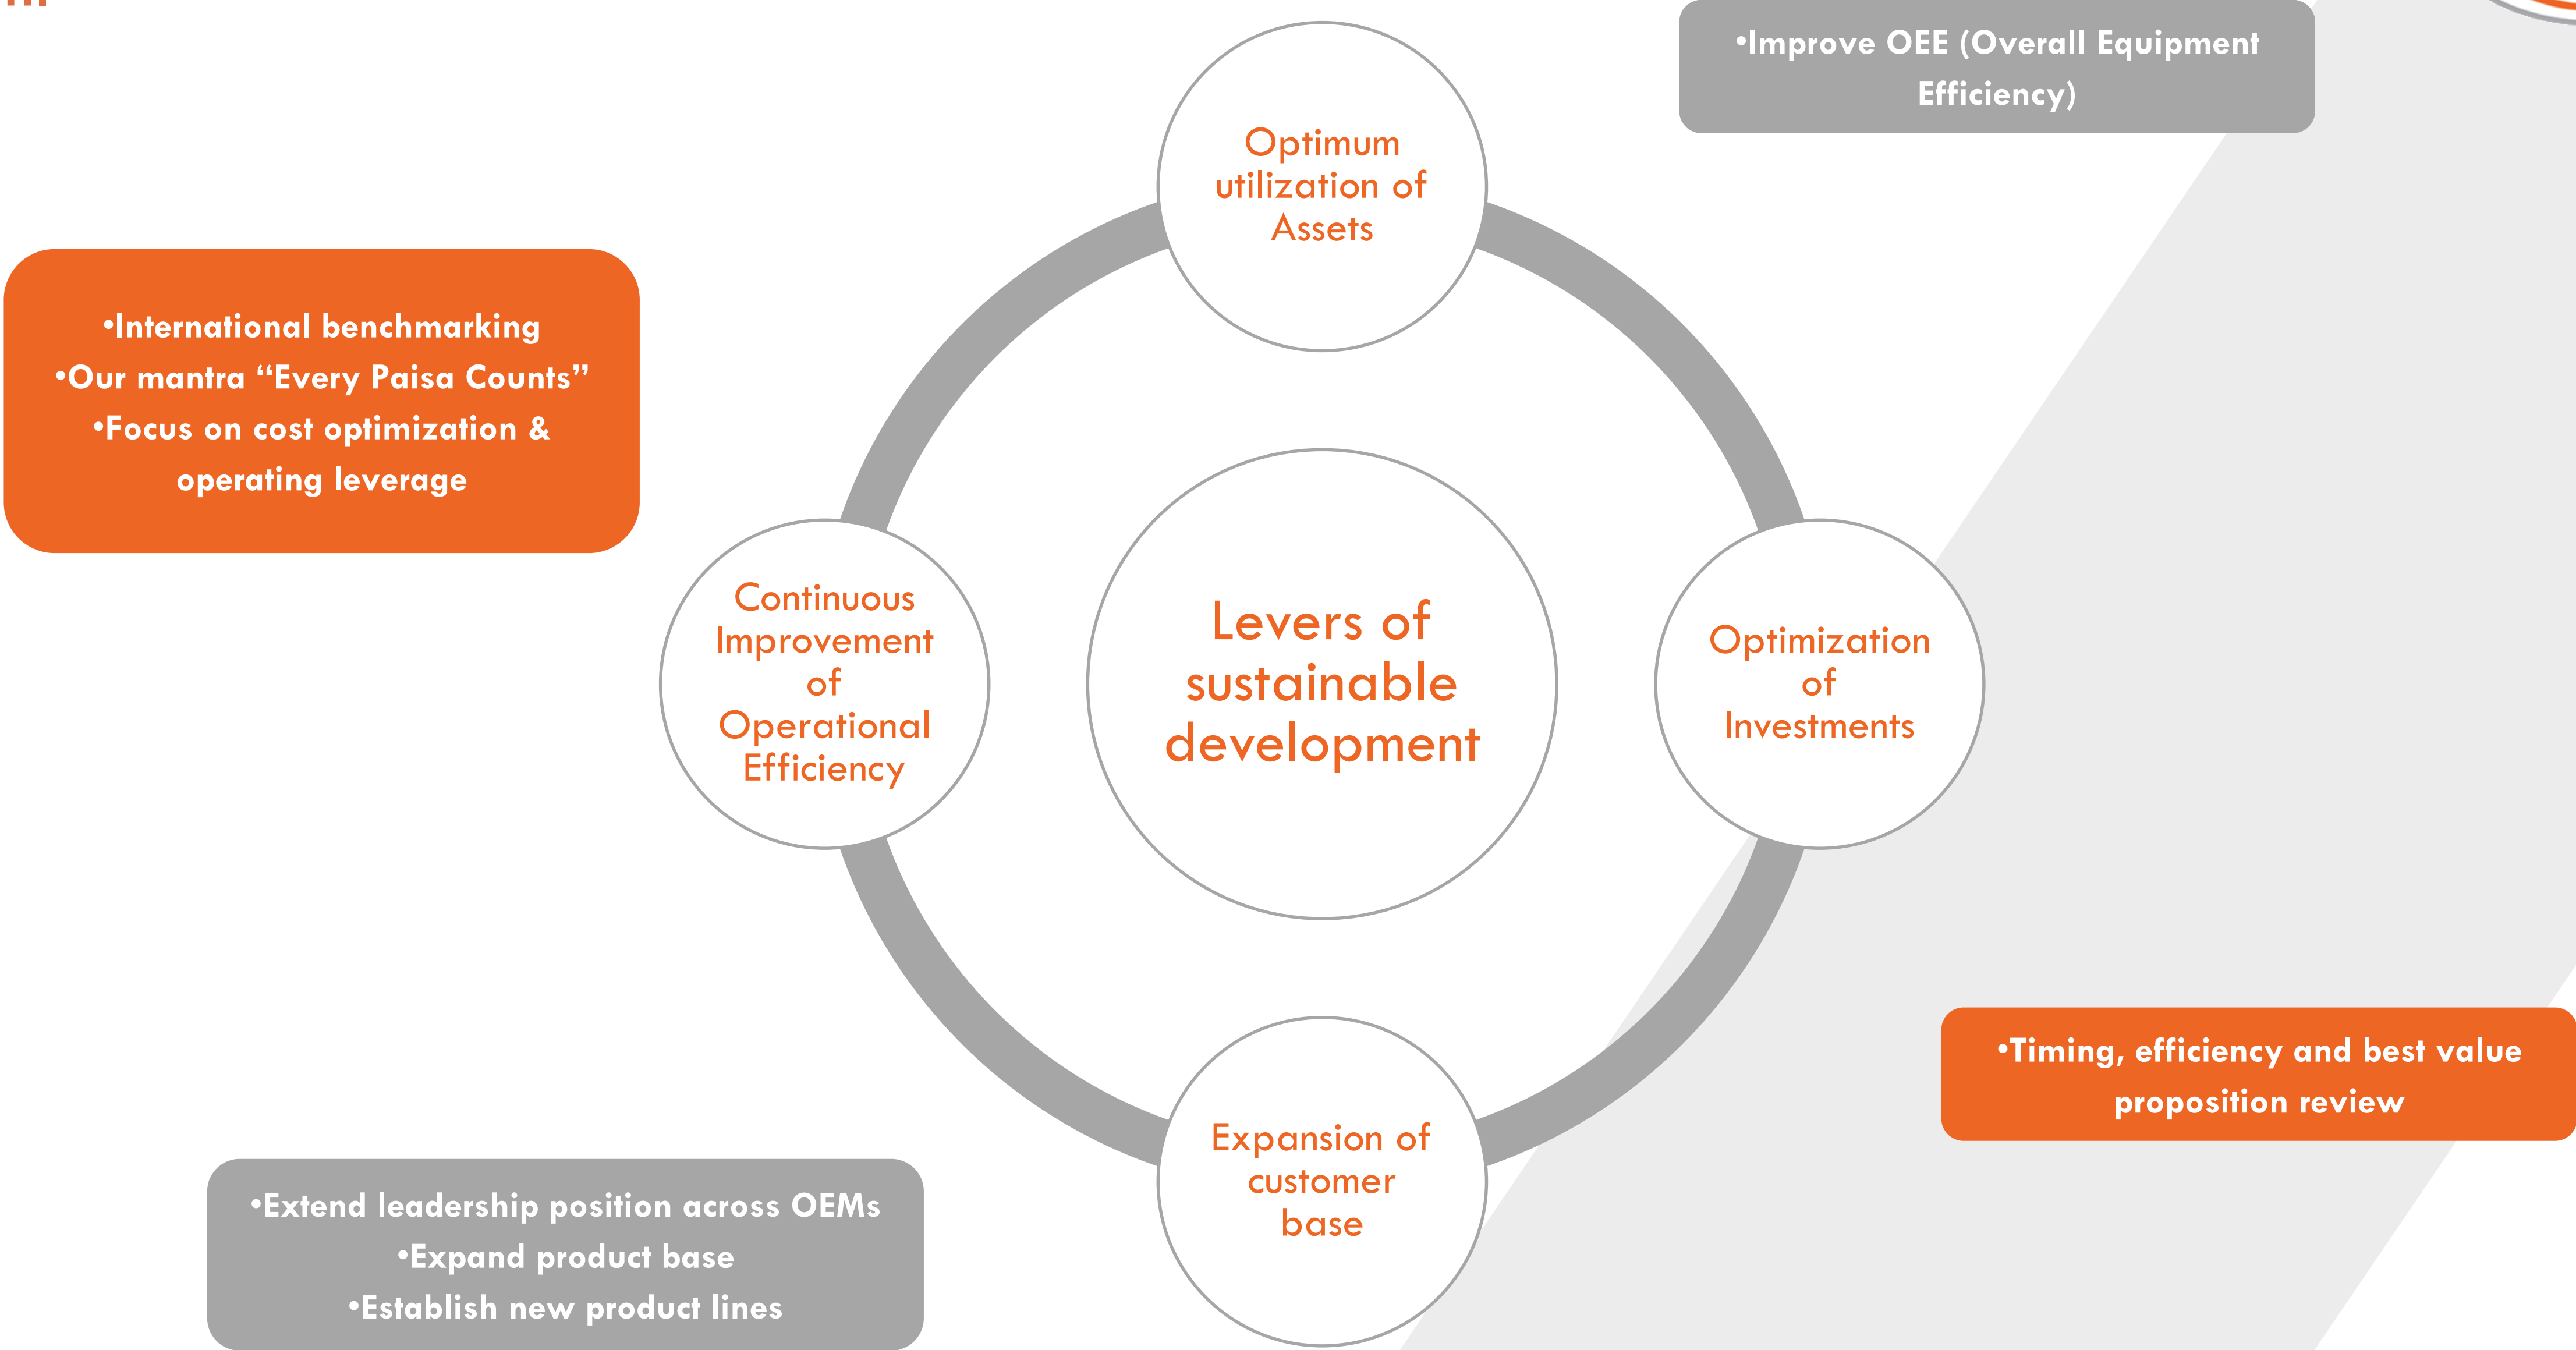 •Improve OEE (Overall Equipment
Efficiency)
Optimum
utilization of
Assets
•International benchmarking
•Our mantra “Every Paisa Counts”
•Focus on cost optimization &
operating leverage
Continuous
Improvement
of
Operational
Efficiency
Levers of
sustainable
development
Optimization
of
Investments
•Timing, efficiency and best value
proposition review
Expansion of
customer
base
•Extend leadership position across OEMs
•Expand product base
•Establish new product lines